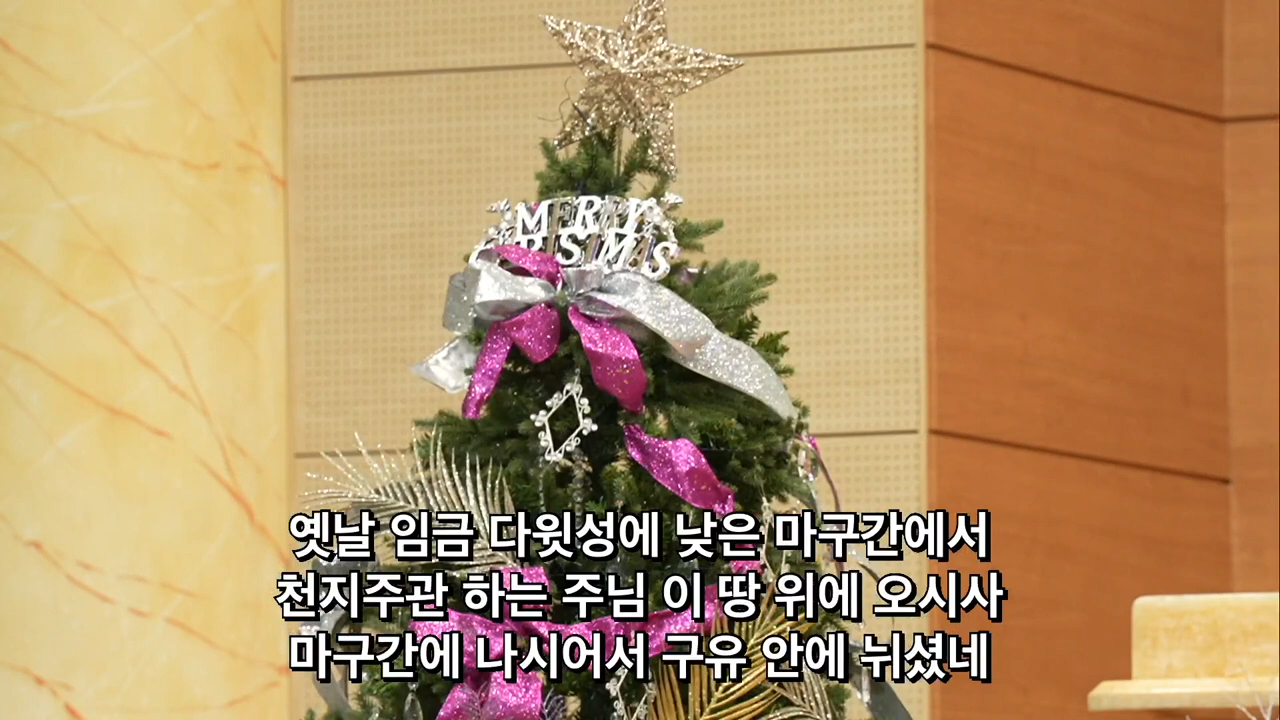 MERRY
CHRISTMAS
옛날 임금 다윗성에 낮은 마구간에서
천지주관 하는 주님 이 땅 위에 오시사
마구간에 나시어서 구유 안에 뉘셨네